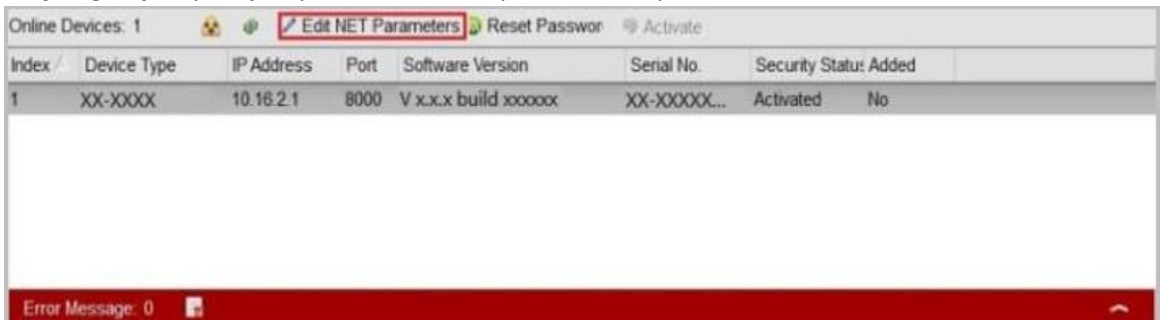 Online Devices: 1 Edit NET Parameters Reset Passwor Activate
Index Device Type IP Address Port Software Version Serial No. Security Status Added
1 XX-XXXX 10.16.2.1 8000 V x.x.x build xxxxxx XX-XXXXX... Activated No
Error Message: 0